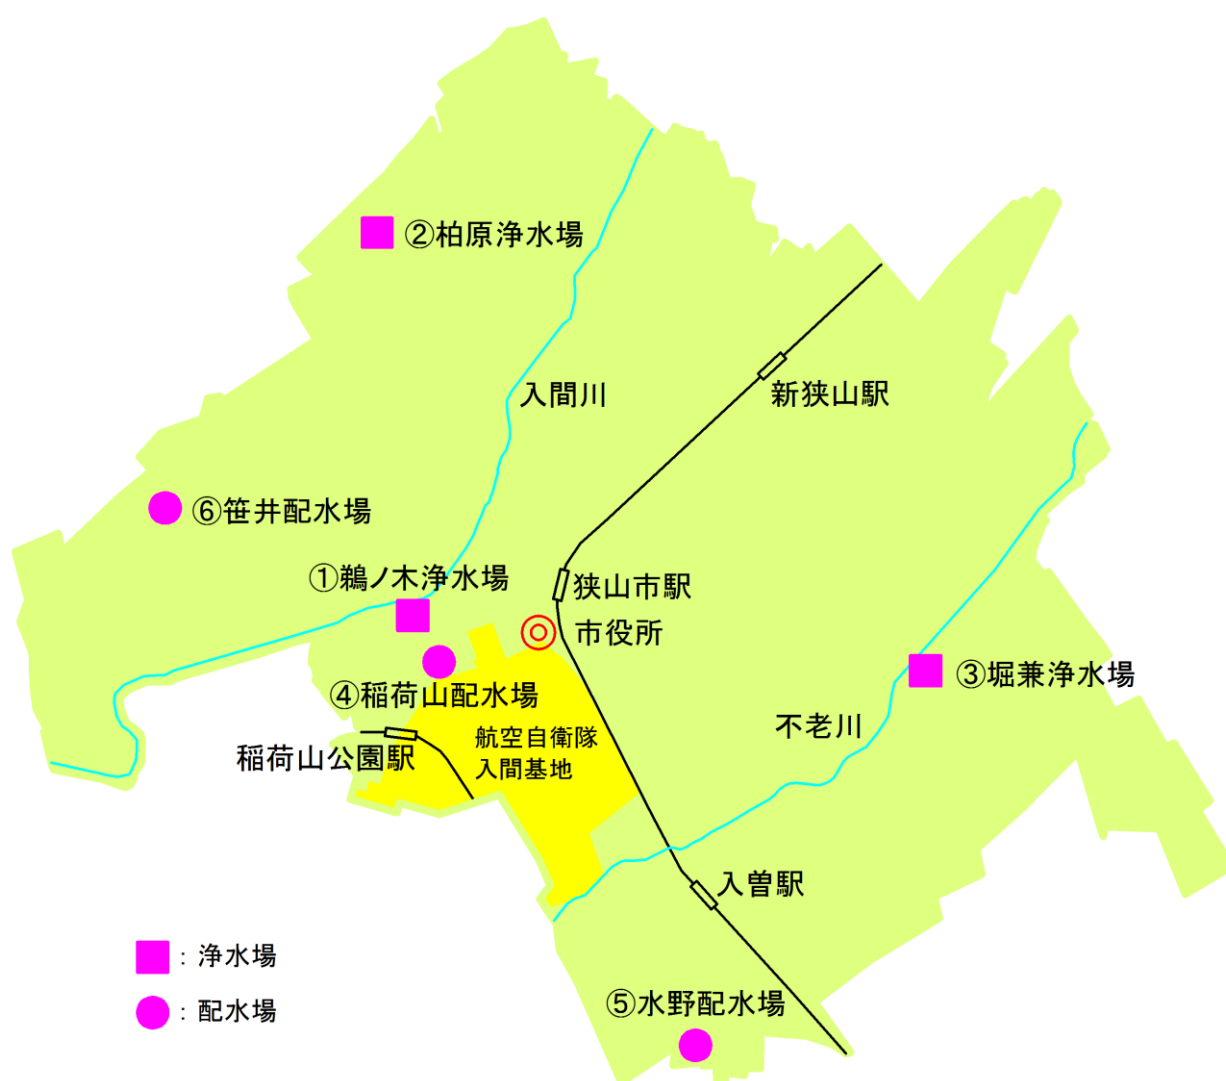 ②柏原浄水場
入間川
新狭山駅
⑥笹井配水場
①鵜ノ木浄水場
狭山市駅
市役所
③堀兼浄水場
④稲荷山配水場
不老川
航空自衛隊
入間基地
稲荷山公園駅
入曽駅
：浄水場
⑤水野配水場
：配水場